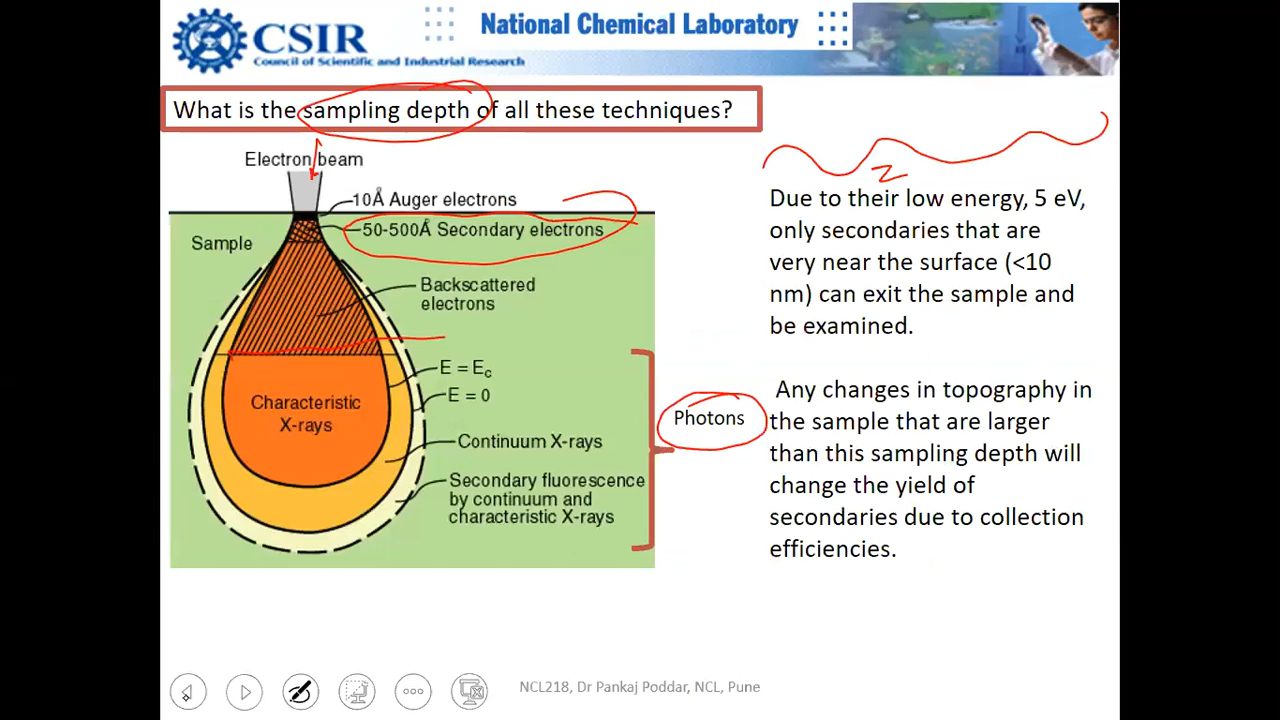 CSIR
Council of Scientific and Industrial Research
National Chemical Laboratory
What is the sampling depth of all these techniques?
Electron beam
10Å Auger electrons
50-500Å Secondary electrons
Sample
Backscattered
electrons
E = Ec
E = 0
Characteristic
X-rays
Continuum X-rays
Secondary fluorescence
by continuum and
characteristic X-rays
Photons
Due to their low energy, 5 eV,
only secondaries that are
very near the surface (<10
nm) can exit the sample and
be examined.
Any changes in topography in
the sample that are larger
than this sampling depth will
change the yield of
secondaries due to collection
efficiencies.
NCL218, Dr Pankaj Poddar, NCL, Pune